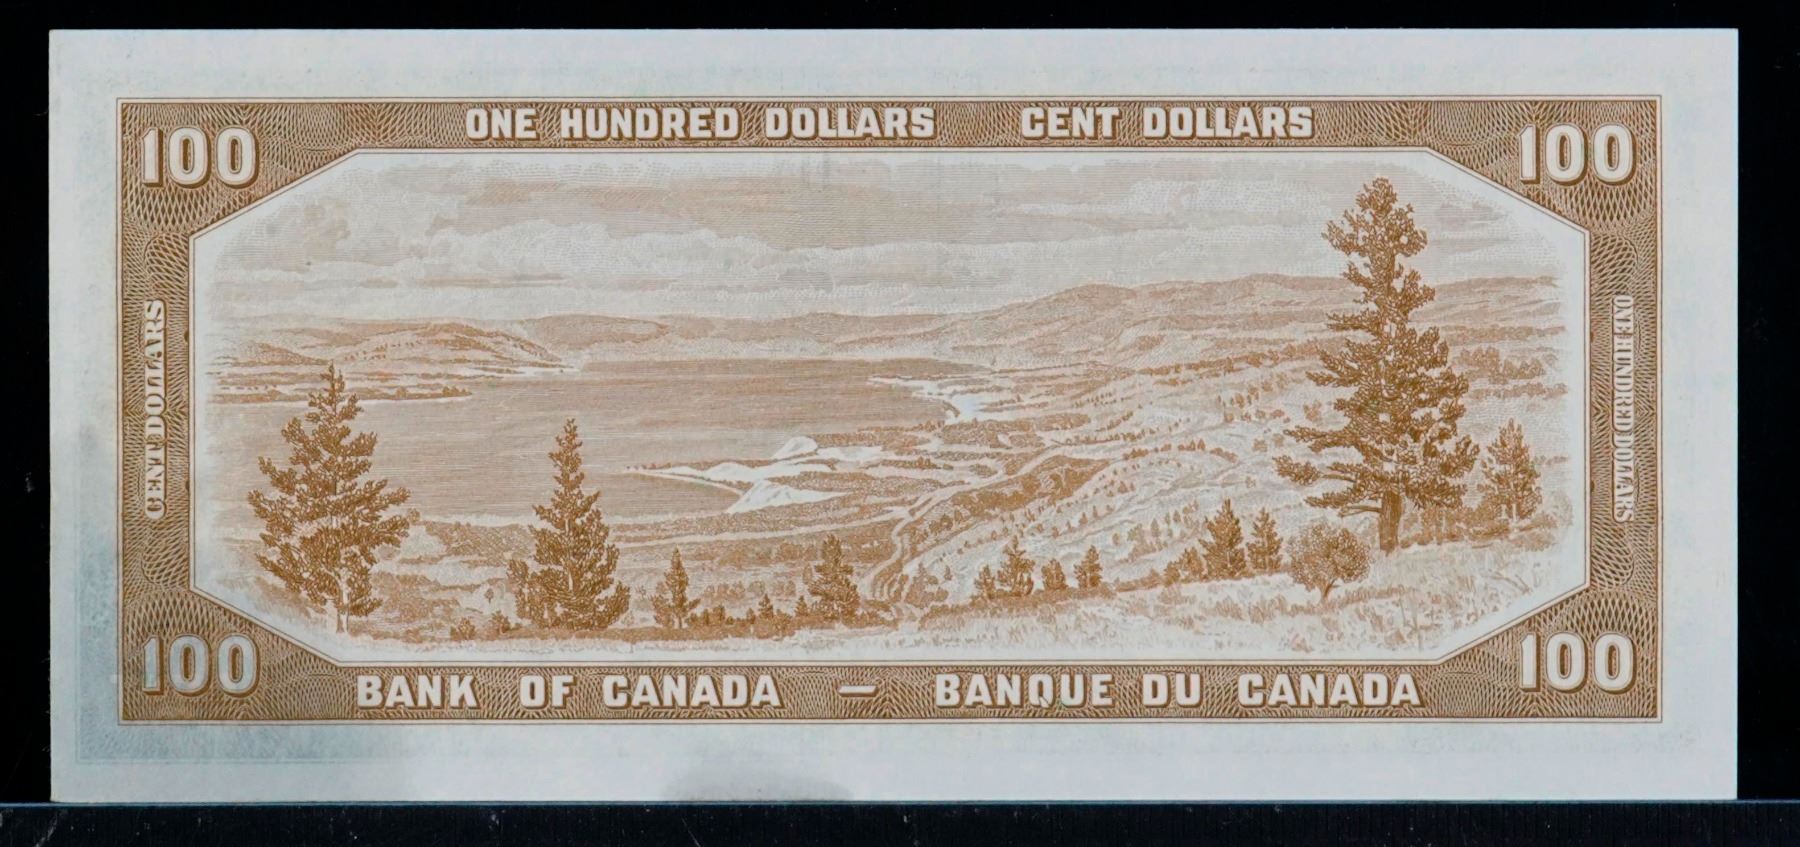 ONE HUNDRED DOLLARS CENT DOLLARS
100
100
CENT DOLLARS
ONE HUNDRED DOLLARS
100
100
BANK OF CANADA — BANQUE DU CANADA